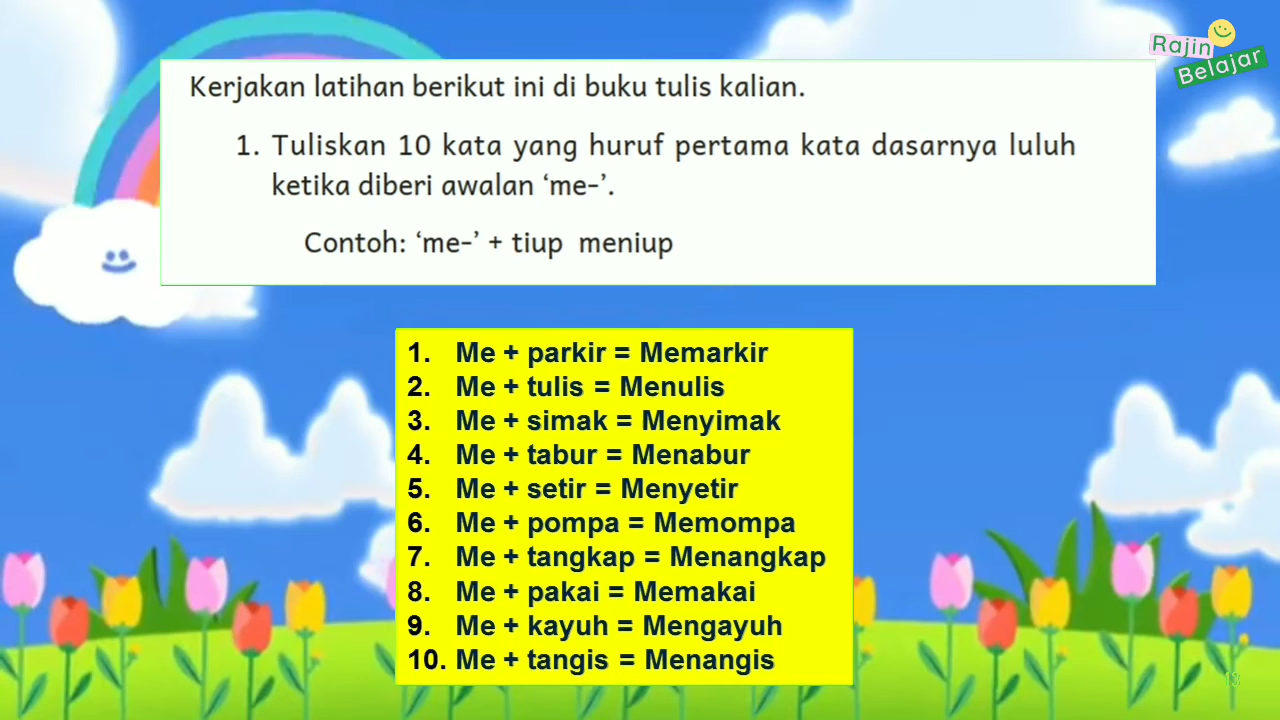 Rajin
Belajar
Kerjakan latihan berikut ini di buku tulis kalian.
1. Tuliskan 10 kata yang huruf pertama kata dasarnya luluh
ketika diberi awalan ‘me-’.
Contoh: ‘me-’ + tiup meniup
1. Me + parkir = Memarkir
2. Me + tulis = Menulis
3. Me + simak = Menyimak
4. Me + tabur = Menabur
5. Me + setir = Menyetir
6. Me + pompa = Memompa
7. Me + tangkap = Menangkap
8. Me + pakai = Memakai
9. Me + kayuh = Mengayuh
10. Me + tangis = Menangis